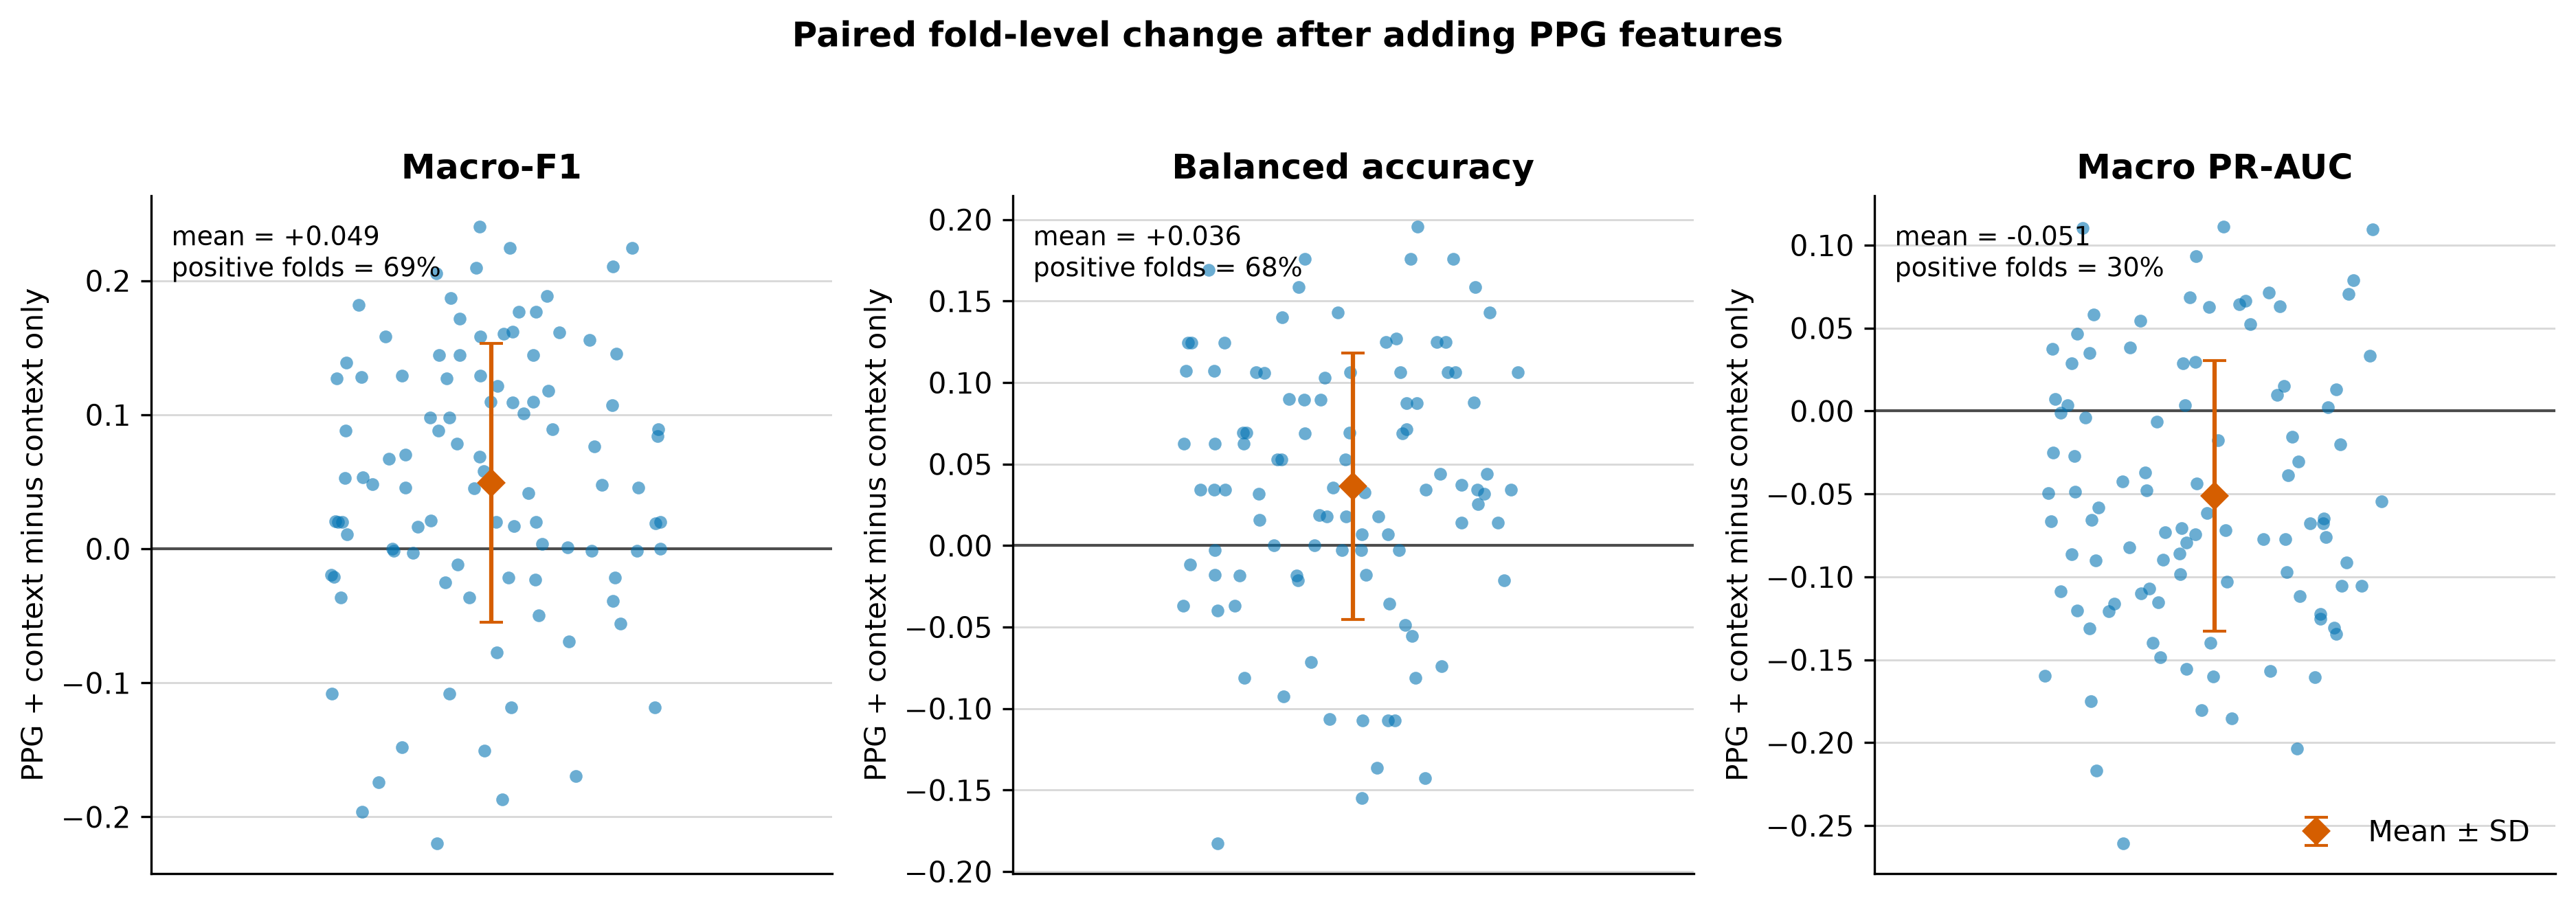 Paired fold-level change after adding PPG features
Macro-F1
mean = +0.049
positive folds = 69%
PPG + context minus context only
0.2
0.1
0.0
−0.1
−0.2
Balanced accuracy
mean = +0.036
positive folds = 68%
PPG + context minus context only
0.20
0.15
0.10
0.05
0.00
−0.05
−0.10
−0.15
−0.20
Macro PR-AUC
mean = -0.051
positive folds = 30%
PPG + context minus context only
0.10
0.05
0.00
−0.05
−0.10
−0.15
−0.20
−0.25
Mean ± SD